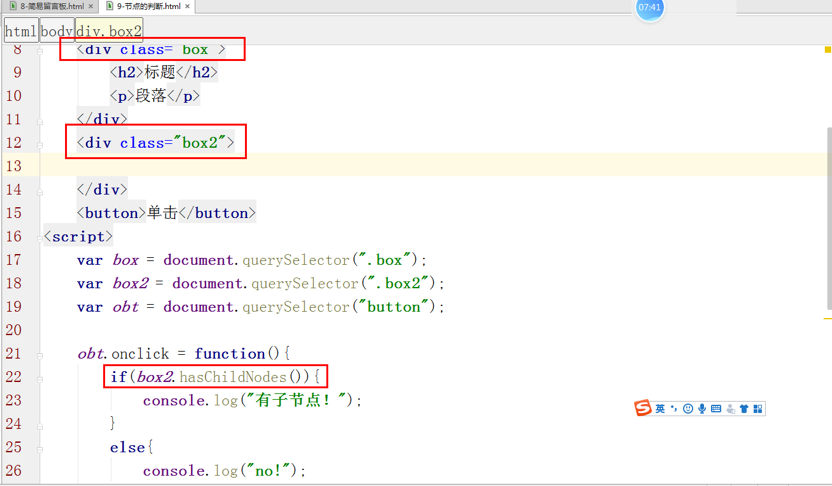 8-简易留言板.html × 9-节点的判断.html ×
07:41
html body div.box2
8 <div class= box >
9 <h2>标题</h2>
10 <p>段落</p>
11 </div>
12 <div class="box2">
13
14 </div>
15 <button>单击</button>
16 <script>
17 var box = document.querySelector(".box");
18 var box2 = document.querySelector(".box2");
19 var obt = document.querySelector("button");
20
21 obt.onclick = function(){
22 if(box2.hasChildNodes()){
23 console.log("有子节点！");
24 }
25 else{
26 console.log("no!");
英